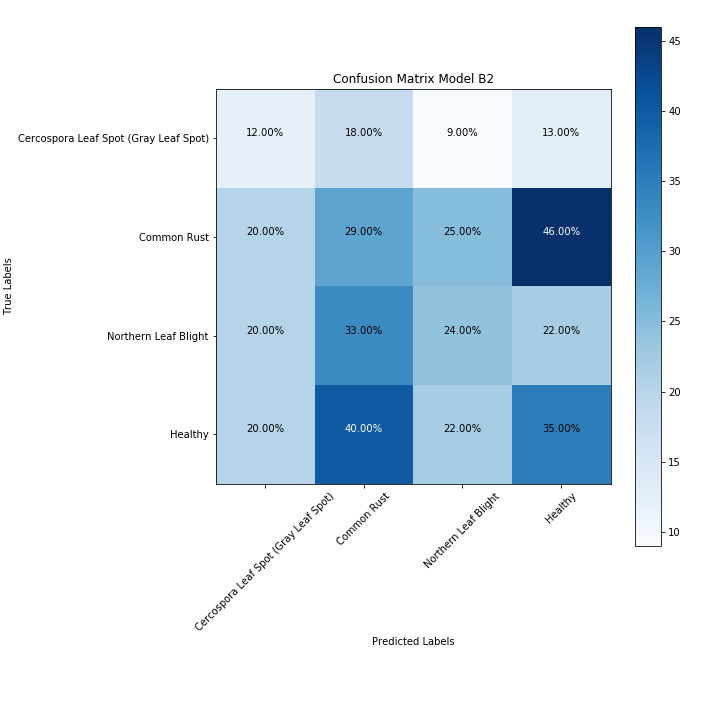 Confusion Matrix Model B2
True Labels
Cercospora Leaf Spot (Gray Leaf Spot)
12.00% 18.00% 9.00% 13.00%
Common Rust
20.00% 29.00% 25.00% 46.00%
Northern Leaf Blight
20.00% 33.00% 24.00% 22.00%
Healthy
20.00% 40.00% 22.00% 35.00%
Cercospora Leaf Spot (Gray Leaf Spot)
Common Rust
Northern Leaf Blight
Healthy
Predicted Labels
45
40
35
30
25
20
15
10